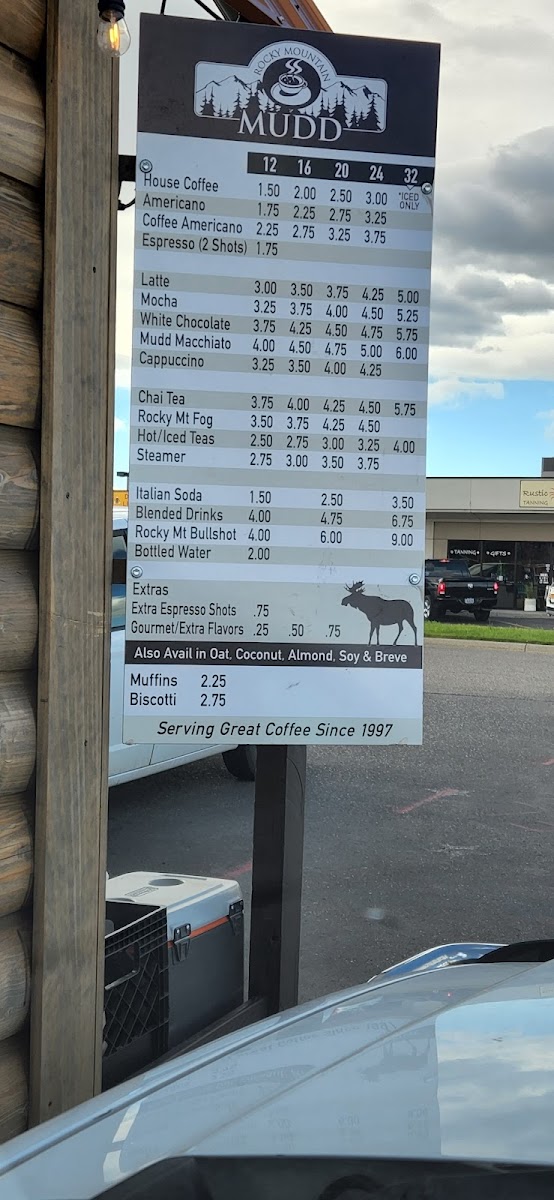 ROCKY MOUNTAIN
MUDD
12 16 20 24 32
House Coffee 1.50 2.00 2.50 3.00 *ICED ONLY
Americano 1.75 2.25 2.75 3.25
Coffee Americano 2.25 2.75 3.25 3.75
Espresso (2 Shots) 1.75
Latte 3.00 3.50 3.75 4.25 5.00
Mocha 3.25 3.75 4.00 4.50 5.25
White Chocolate 3.75 4.25 4.50 4.75 5.75
Mudd Macchiato 4.00 4.50 4.75 5.00 6.00
Cappuccino 3.25 3.50 4.00 4.25
Chai Tea 3.75 4.00 4.25 4.50 5.75
Rocky Mt Fog 3.50 3.75 4.25 4.50
Hot/Iced Teas 2.50 2.75 3.00 3.25 4.00
Steamer 2.75 3.00 3.50 3.75
Italian Soda 1.50 2.50 3.50
Blended Drinks 4.00 4.75 6.75
Rocky Mt Bullshot 4.00 6.00 9.00
Bottled Water 2.00
Extras
Extra Espresso Shots .75
Gourmet/Extra Flavors .25 .50 .75
Also Avail in Oat, Coconut, Almond, Soy & Breve
Muffins 2.25
Biscotti 2.75
Serving Great Coffee Since 1997
Rustic
TANNING
TANNING * GIFTS